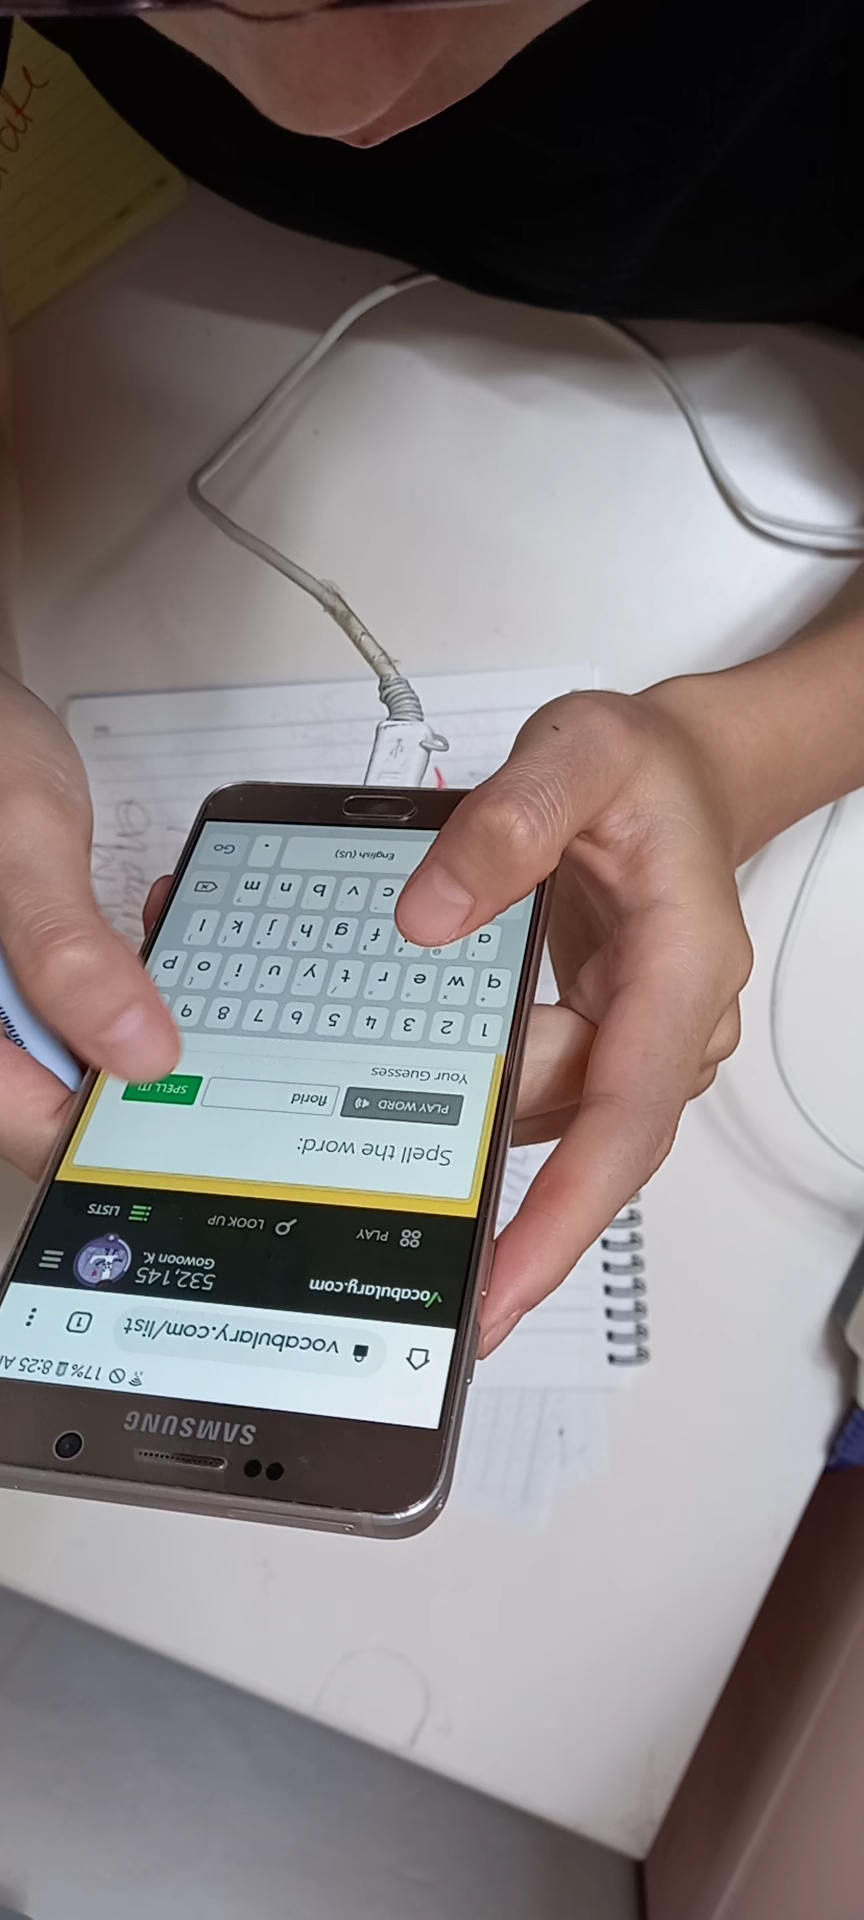 SAMSUNG
17% 8:25 A
vocabulary.com/list
1
Vocabulary.com
532,145
Gowoon K.
PLAY
LOOK UP
LISTS
Spell the word:
PLAY WORD
florid
SPELL IT!
Your Guesses
1 2 3 4 5 6 7 8 9
q w e r t y u i o p
a f g h j k l
c v b n m
English (US)
.
Go